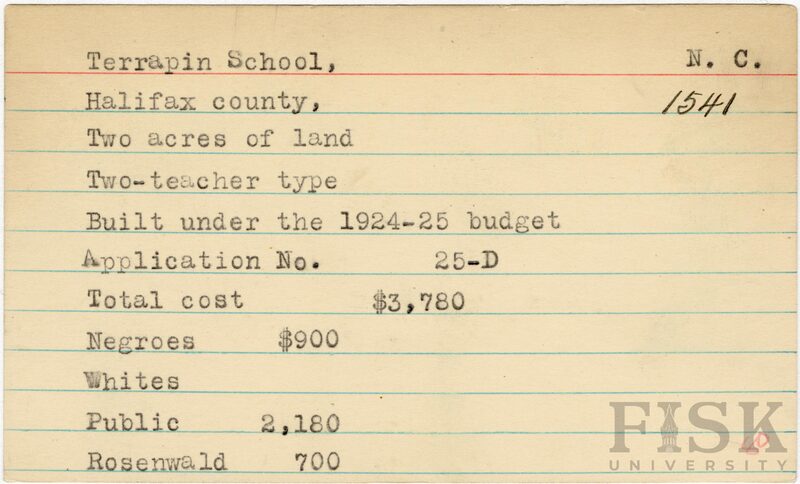 Terrapin School, N. C.
Halifax county, 1541
Two acres of land
Two-teacher type
Built under the 1924-25 budget
Application No. 25-D
Total cost $3,780
Negroes $900
Whites
Public 2,180
Rosenwald 700
FISK
UNIVERSITY